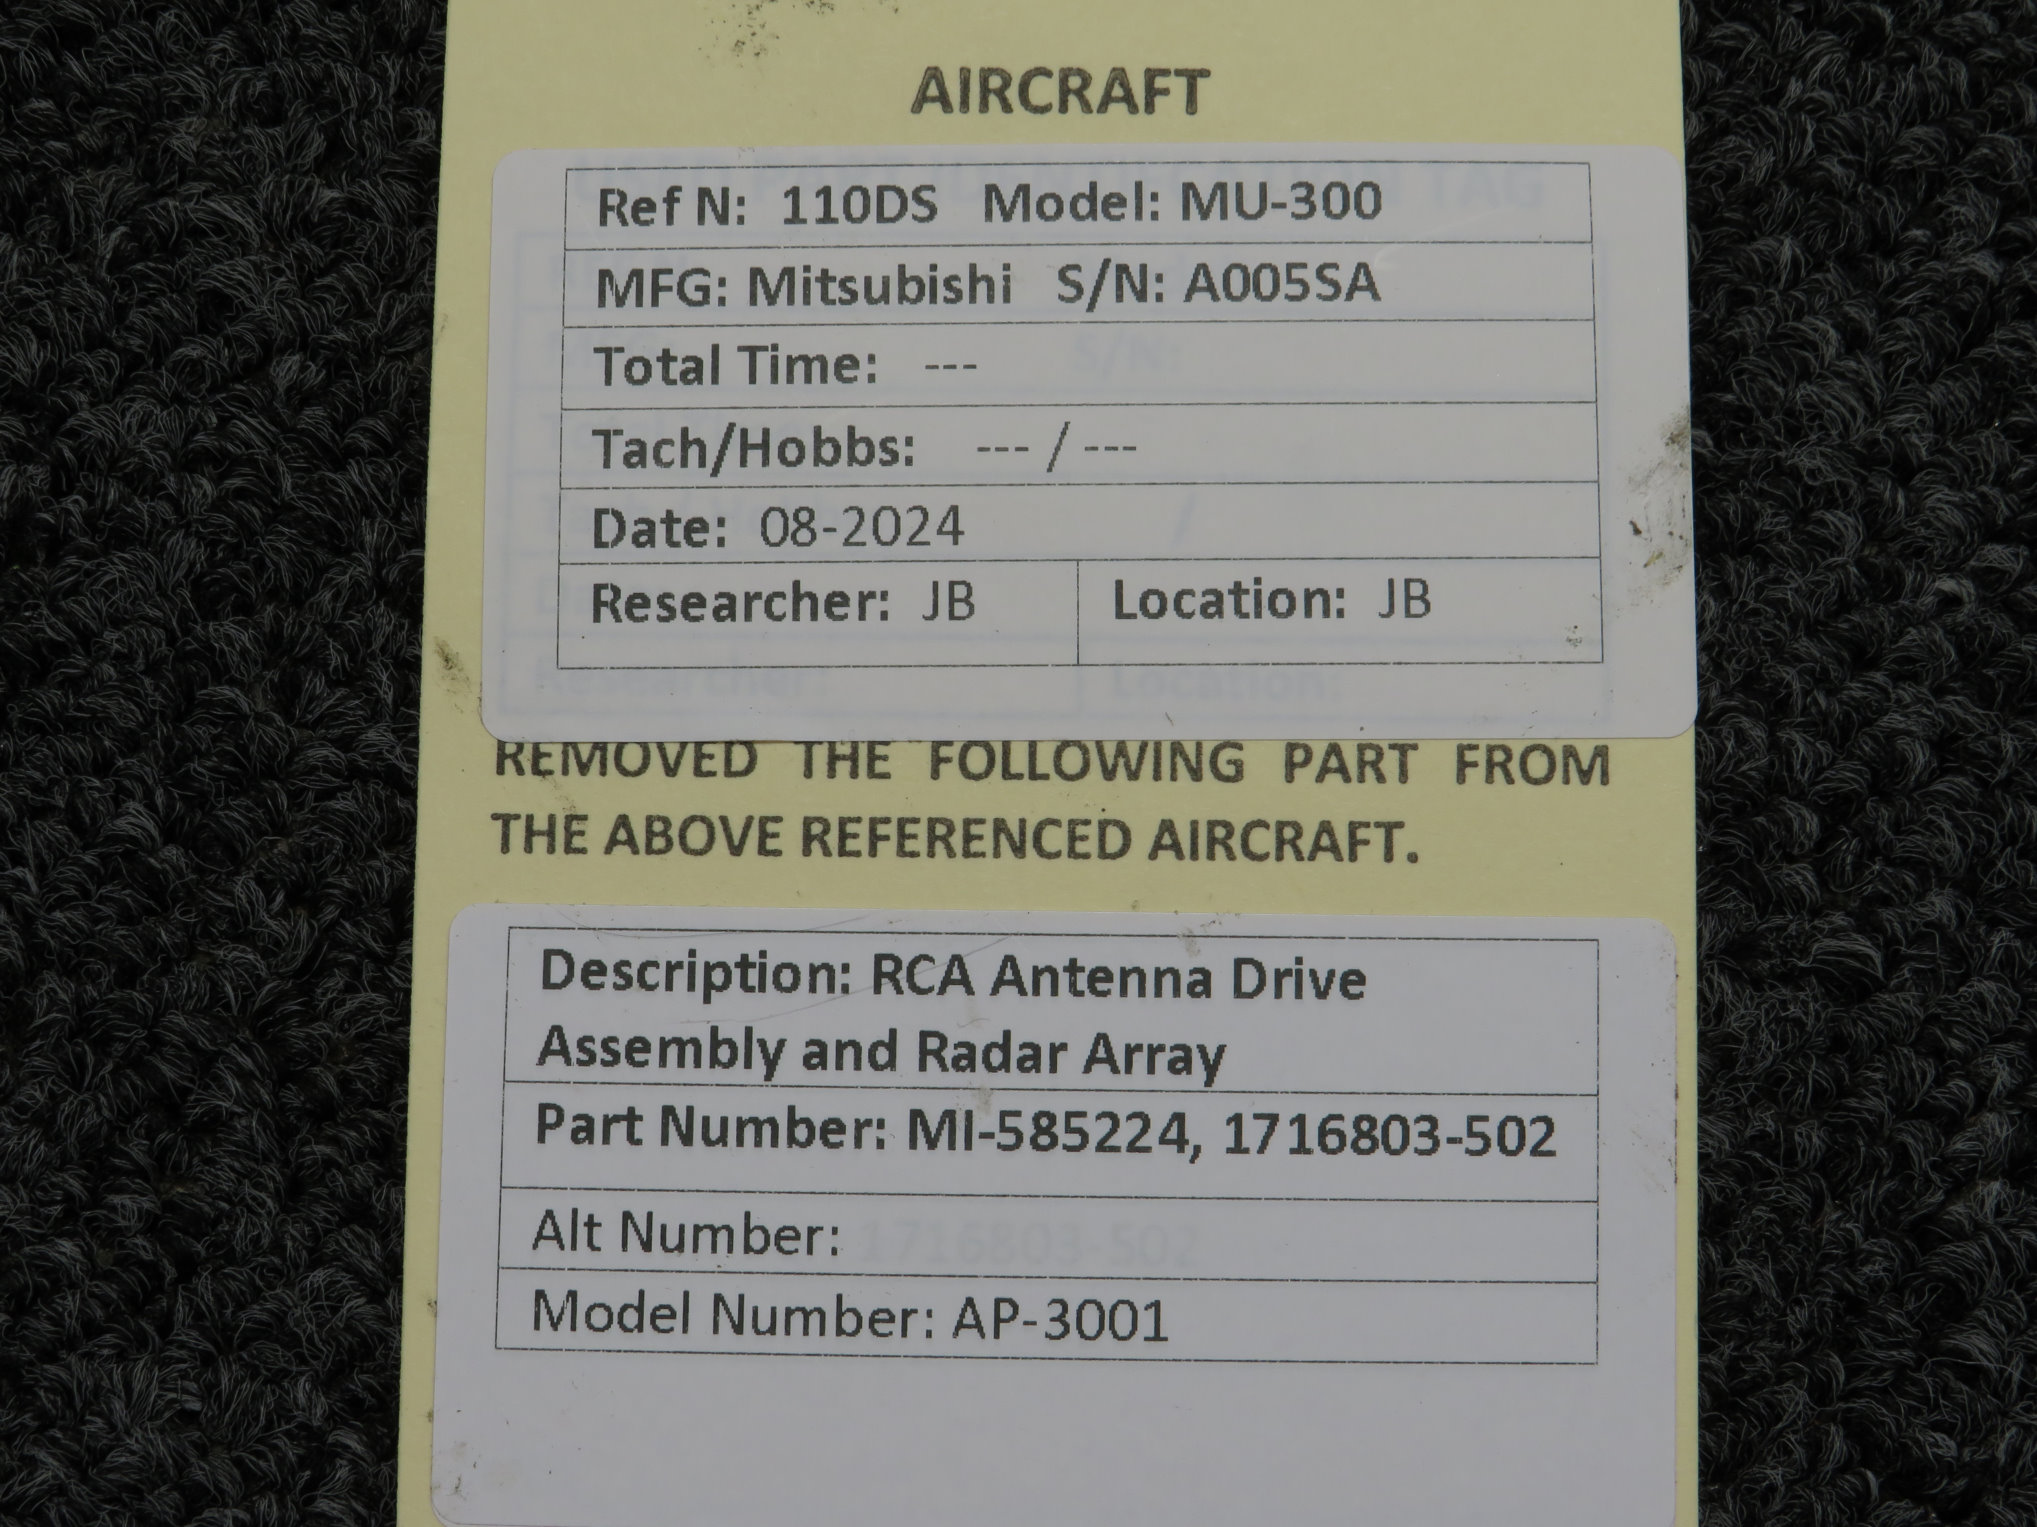 AIRCRAFT
Ref N: 110DS Model: MU-300
MFG: Mitsubishi S/N: A005SA
Total Time: ---
Tach/Hobbs: --- / ---
Date: 08-2024
Researcher: JB Location: JB
REMOVED THE FOLLOWING PART FROM
THE ABOVE REFERENCED AIRCRAFT.
Description: RCA Antenna Drive
Assembly and Radar Array
Part Number: MI-585224, 1716803-502
Alt Number: 1716803-502
Model Number: AP-3001